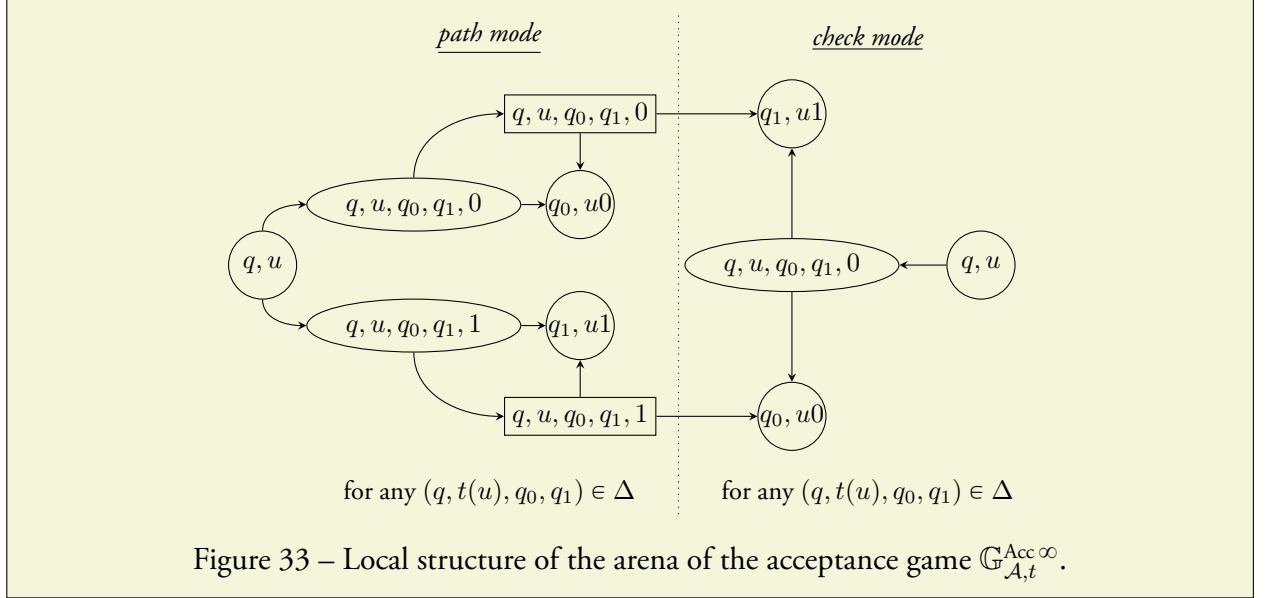 path mode
check mode
q, u, q₀, q₁, 0
q₁, u1
q, u, q₀, q₁, 0
q₀, u0
q, u
q, u, q₀, q₁, 0
q, u
q, u, q₀, q₁, 1
q₁, u1
q, u, q₀, q₁, 1
q₀, u0
for any (q, t(u), q₀, q₁) ∈ Δ
for any (q, t(u), q₀, q₁) ∈ Δ
Figure 33 – Local structure of the arena of the acceptance game 𝔾^{Acc ∞}_{𝒜,t}.